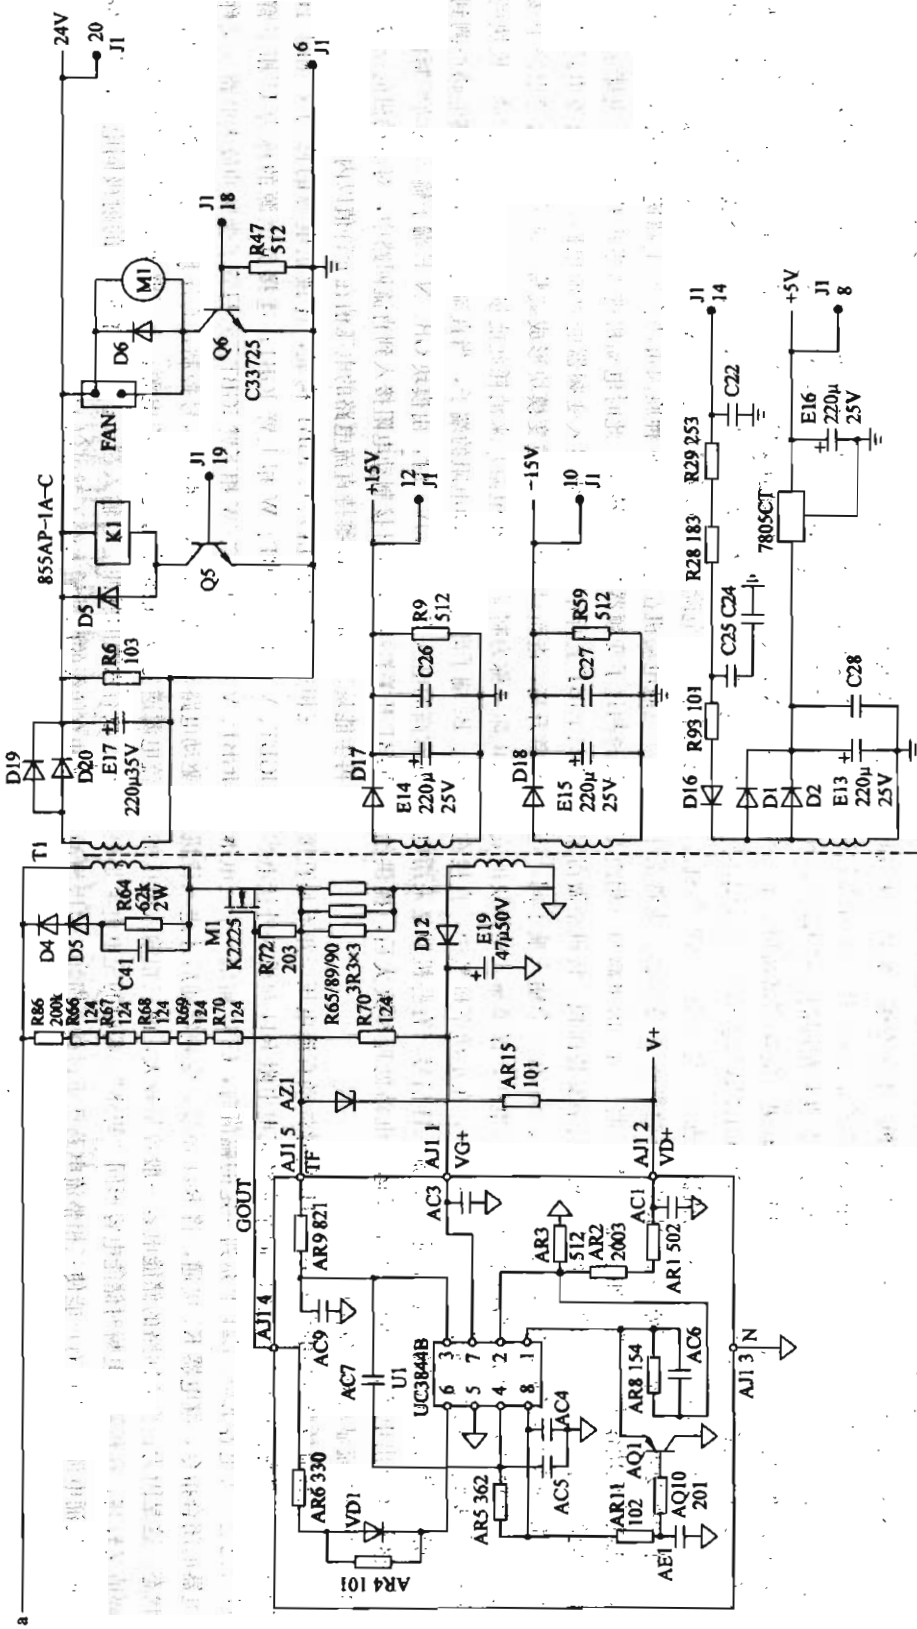 a
R86
200k
R66
124
R67
124
R68
124
R69
124
R70
124
D4
D5
C41
R64
62k
2W
T1
D19
D20
E17
220μ35V
R6
103
D5
855AP-1A-C
K1
Q5
J1
19
FAN
D6
M1
Q6
C33725
J1
18
R47
512
24V
20
J1
6
J1
GOUT
M1
K2225
R72
203
R65/89/90
3R3×3
R70
124
AZ1
AJ1 5
TF
AJ1 4
AR9 821
AC9
AC7
AR6 330
VD1
AR4 101
U1
UC3844B
6
5
4
8
3
7
2
1
AJ1 1
VG+
AC3
D12
E19
47μ50V
AR15
101
V+
AJ1 2
VD+
AC1
AR3
512
AR2
2003
AR1 502
AR5 362
AC5
AC4
AR11
102
AE1
AQ10
201
AQ1
AR8 154
AC6
AJ1 3
N
D17
E14
220μ
25V
C26
R9
512
+15V
12
J1
D18
E15
220μ
25V
C27
R59
512
-15V
10
J1
D16
R93 101
C25
C24
R28 183
R29 253
C22
J1
14
D1
D2
E13
220μ
25V
C28
7805CT
E16
220μ
25V
+5V
J1
8